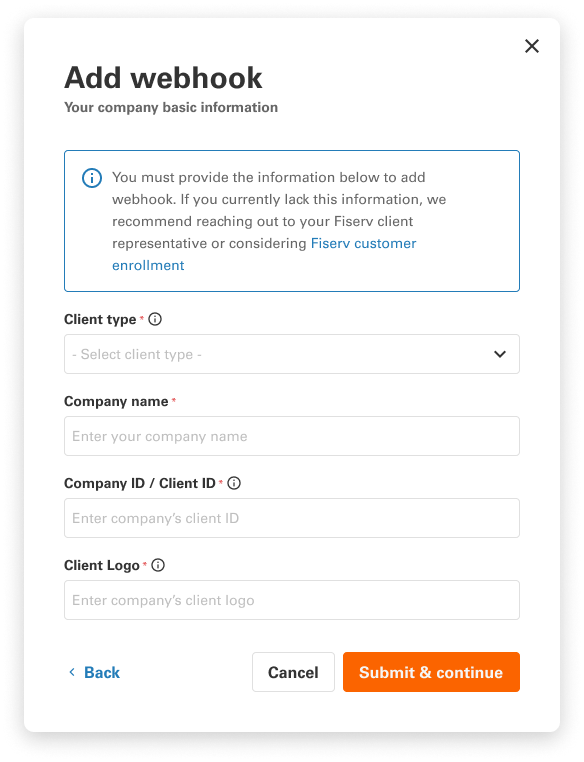 Add webhook
Your company basic information
You must provide the information below to add
webhook. If you currently lack this information, we
recommend reaching out to your Fiserv client
representative or considering Fiserv customer
enrollment
Client type *
- Select client type -
Company name *
Enter your company name
Company ID / Client ID *
Enter company’s client ID
Client Logo *
Enter company’s client logo
Back
Cancel
Submit & continue